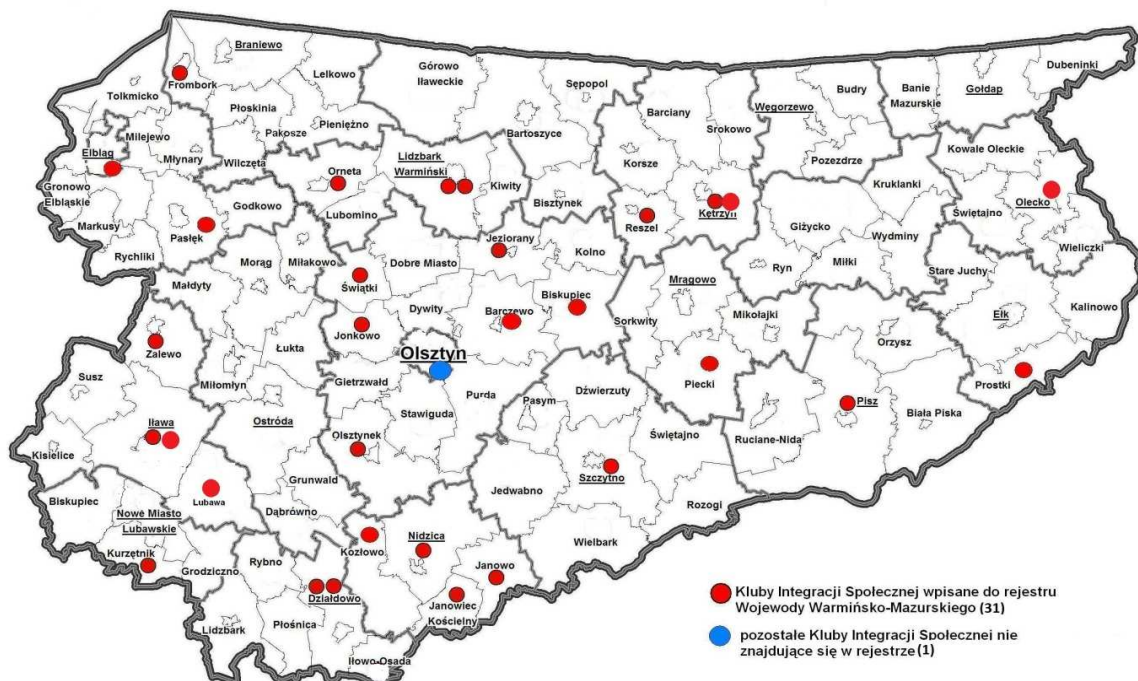 Braniewo
Górowo
Iławeckie
Lelkowo
Sępopol
Dubeninki
Gołdap
Banie
Mazurskie
Budry
Węgorzewo
Barciany
Srokowo
Frombork
Tolmicko
Płoskinia
Pakosze
Pieniężno
Bartoszyce
Milejewo
Elbląg
Młynary
Wilczęta
Orneta
Lidzbark
Warmiński
Kiwity
Korsze
Pozezdrze
Kowale Oleckie
Gronowo
Elbląskie
Godkowo
Lubomino
Bisztynek
Reszel
Kętrzyn
Kruklanki
Olecko
Świętajno
Markusy
Pasłęk
Giżycko
Wydminy
Wieliczki
Rychliki
Morąg
Miłakowo
Dobre Miasto
Jeziorany
Kolno
Ryn
Miłki
Stare Juchy
Małdyty
Świątki
Mrągowo
Dywity
Barczewo
Biskupiec
Sorkwity
Mikołajki
Ełk
Kalinowo
Jonkowo
Łukta
Zalewo
Olsztyn
Orzysz
Susz
Miłomłyn
Gietrzwałd
Purda
Dźwierzuty
Piecki
Prostki
Ostróda
Stawiguda
Pasym
Pisz
Biała Piska
Iława
Olsztynek
Świętajno
Ruciane-Nida
Kisielice
Szczytno
Grunwald
Lubawa
Jedwabno
Rozogi
Biskupiec
Nowe Miasto
Lubawskie
Dąbrówno
Nidzica
Wielbark
Kurzętnik
Grodziczno
Rybno
Kozłowo
Janowo
Działdowo
Janowiec
Kościelny
Lidzbark
Płośnica
Iłowo-Osada
Kluby Integracji Społecznej wpisane do rejestru
Wojewody Warmińsko-Mazurskiego (31)
pozostałe Kluby Integracji Społecznej nie
znajdujące się w rejestrze (1)